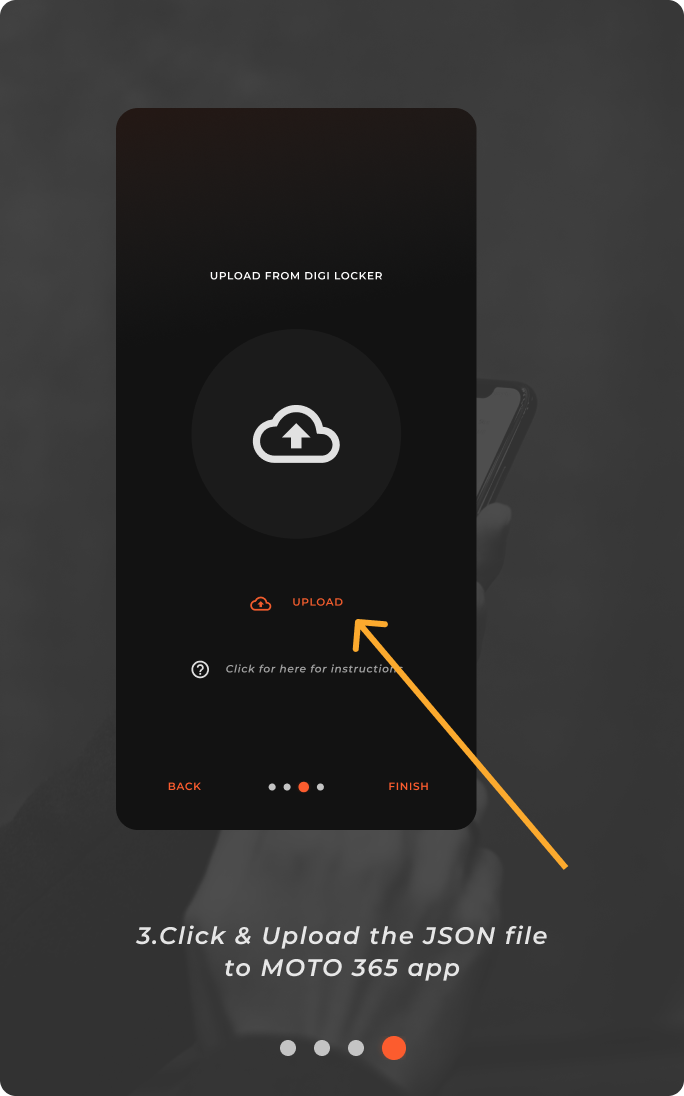 UPLOAD FROM DIGI LOCKER
UPLOAD
Click for here for instructions
BACK
FINISH
3.Click & Upload the JSON file
to MOTO 365 app